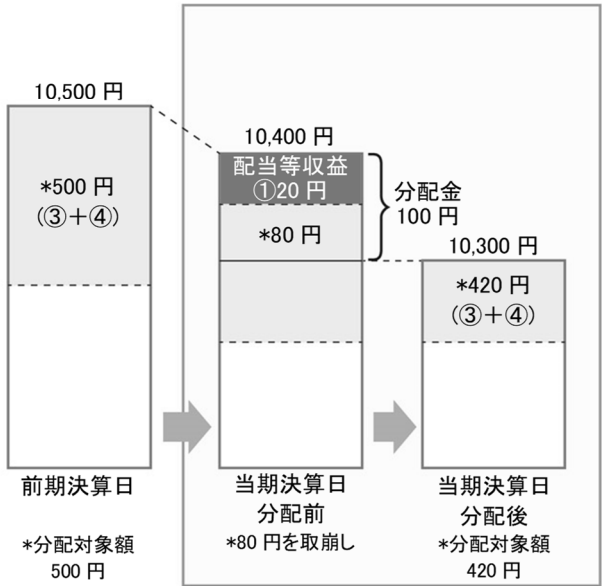 10,500 円
*500 円
(③+④)
前期決算日
*分配対象額
500 円
10,400 円
配当等収益
①20 円
*80 円
分配金
100 円
当期決算日
分配前
*80 円を取崩し
10,300 円
*420 円
(③+④)
当期決算日
分配後
*分配対象額
420 円